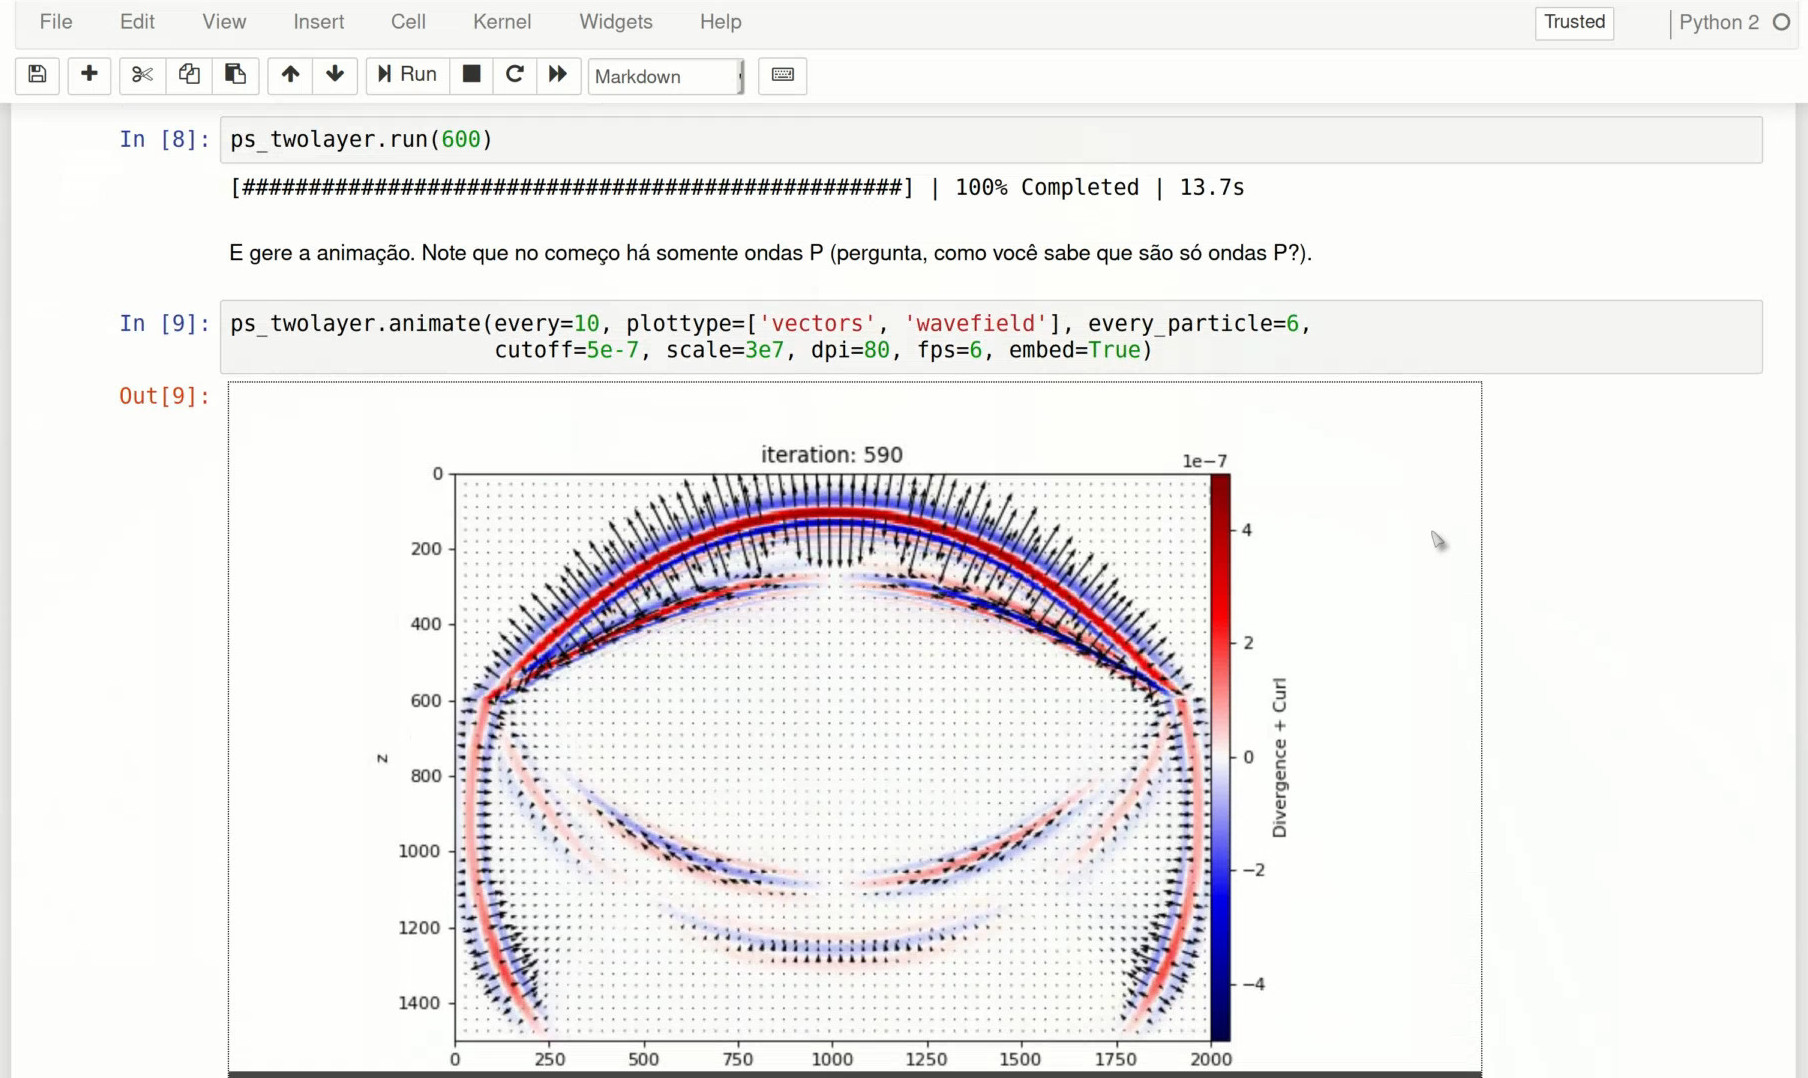 File Edit View Insert Cell Kernel Widgets Help Trusted Python 2
Run Markdown
In [8]: ps_twolayer.run(600)
[##################################################] | 100% Completed | 13.7s
E gere a animação. Note que no começo há somente ondas P (pergunta, como você sabe que são só ondas P?).
In [9]: ps_twolayer.animate(every=10, plottype=['vectors', 'wavefield'], every_particle=6,
cutoff=5e-7, scale=3e7, dpi=80, fps=6, embed=True)
Out[9]:
iteration: 590
1e−7
0
200
400
600
800
1000
1200
1400
z
0 250 500 750 1000 1250 1500 1750 2000
4
2
0
−2
−4
Divergence + Curl